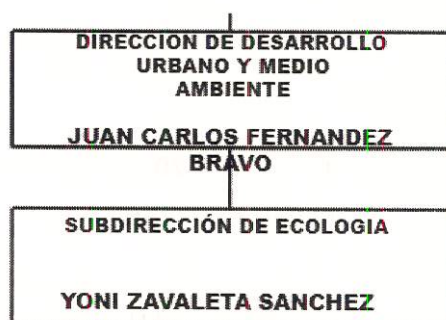 DIRECCION DE DESARROLLO
URBANO Y MEDIO
AMBIENTE
JUAN CARLOS FERNANDEZ
BRAVO
SUBDIRECCIÓN DE ECOLOGIA
YONI ZAVALETA SANCHEZ